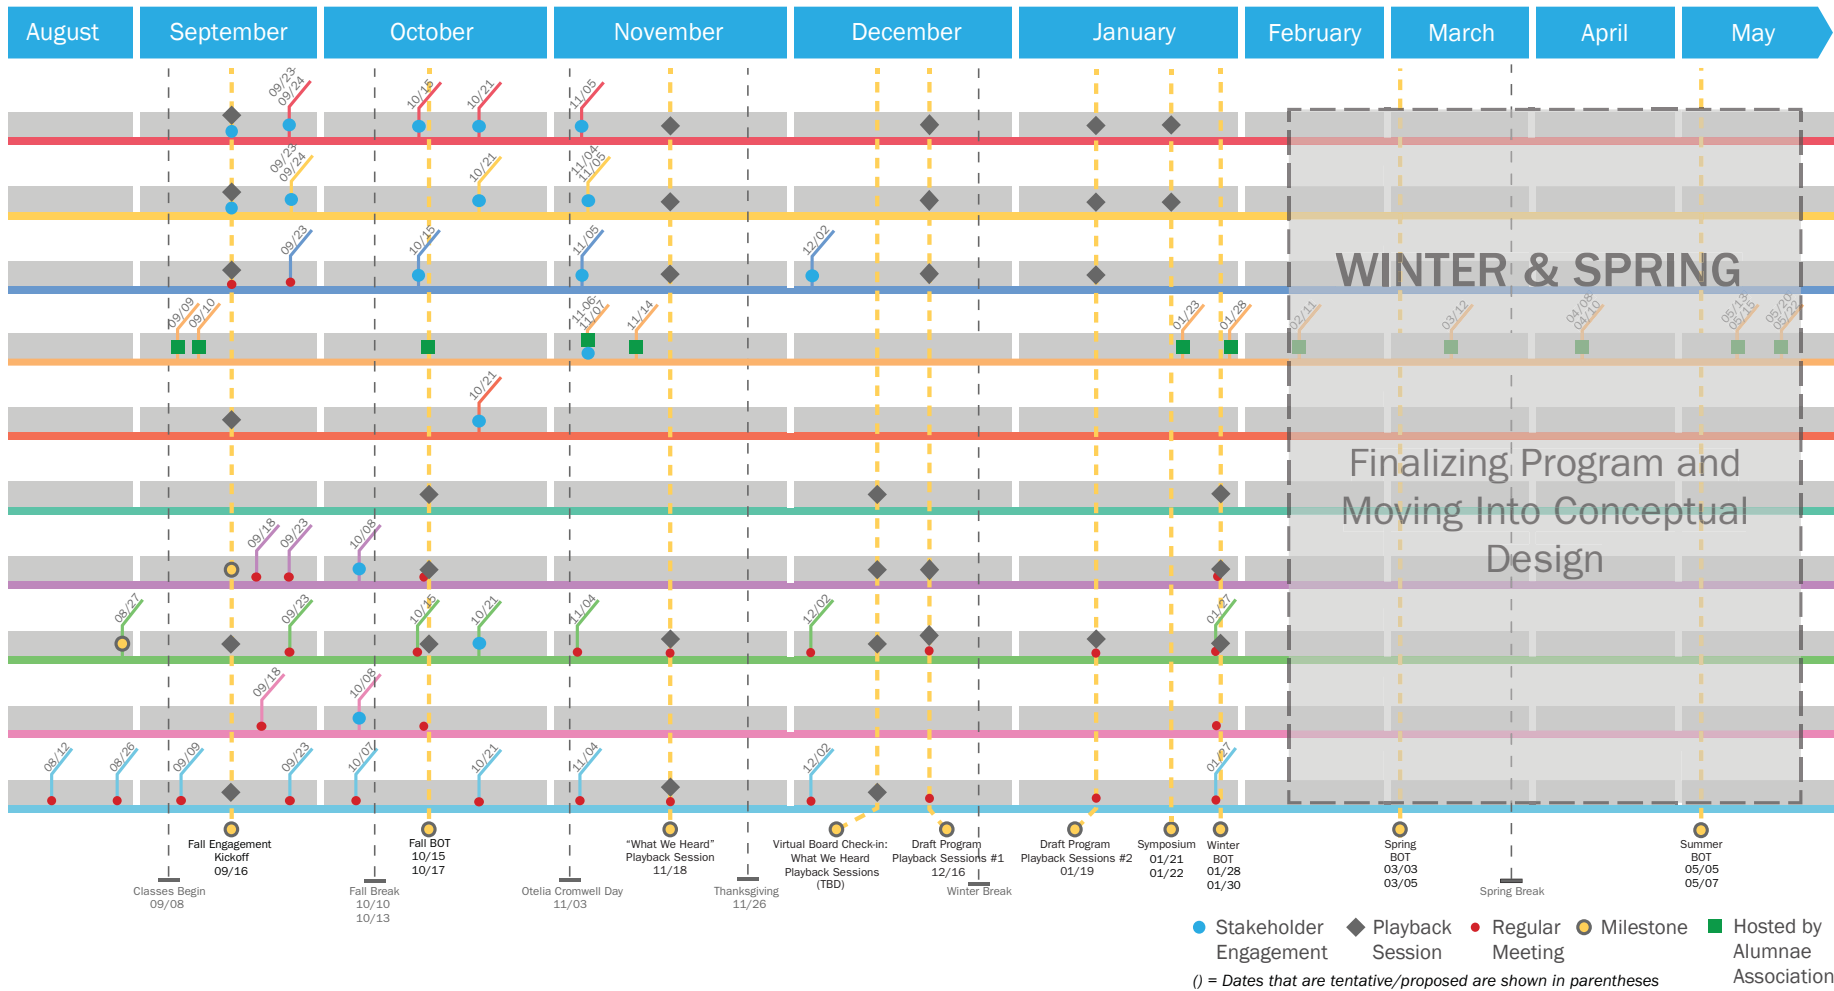 August
September
October
November
December
January
February
March
April
May
09/23-
09/24
10/15
10/21
11/05
09/23-
09/24
10/21
11/04-
11/05
09/23
10/15
11/05
12/02
WINTER & SPRING
09/09
09/10
11-06-
11/07
11/14
01/23
01/28
02/11
03/12
04/08-
04/10
05/13-
05/15
05/20-
05/22
10/21
Finalizing Program and
Moving Into Conceptual
Design
09/18
09/23
10/08
08/27
09/23
10/15
10/21
11/04
12/02
01/27
09/18
10/08
08/12
08/26
09/09
09/23
10/07
10/21
11/04
12/02
01/27
Fall Engagement
Kickoff
09/16
Fall BOT
10/15
10/17
“What We Heard”
Playback Session
11/18
Virtual Board Check-in:
What We Heard
Playback Sessions
(TBD)
Draft Program
Playback Sessions #1
12/16
Draft Program
Playback Sessions #2
01/19
Symposium
01/21
01/22
Winter
BOT
01/28
01/30
Spring
BOT
03/03
03/05
Summer
BOT
05/05
05/07
Classes Begin
09/08
Fall Break
10/10
10/13
Otelia Cromwell Day
11/03
Thanksgiving
11/26
Winter Break
Spring Break
Stakeholder
Engagement
Playback
Session
Regular
Meeting
Milestone
Hosted by
Alumnae
Association
() = Dates that are tentative/proposed are shown in parentheses